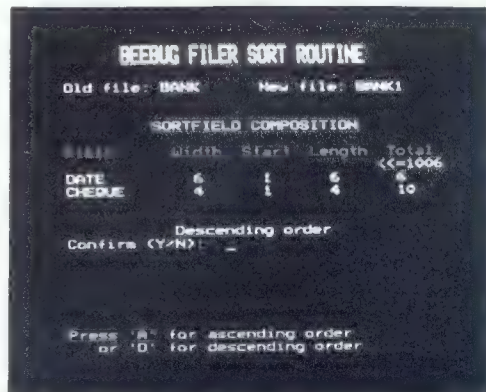 BEEBUG FILER SORT ROUTINE
Old file: BANK New file: BANK1
SORTFIELD COMPOSITION
Width Start Length Total
<<=100>
DATE 6 1 6 6
CHEQUE 4 1 4 10
Descending order
Confirm (Y/N): _
Press 'A' for ascending order
or 'D' for descending order